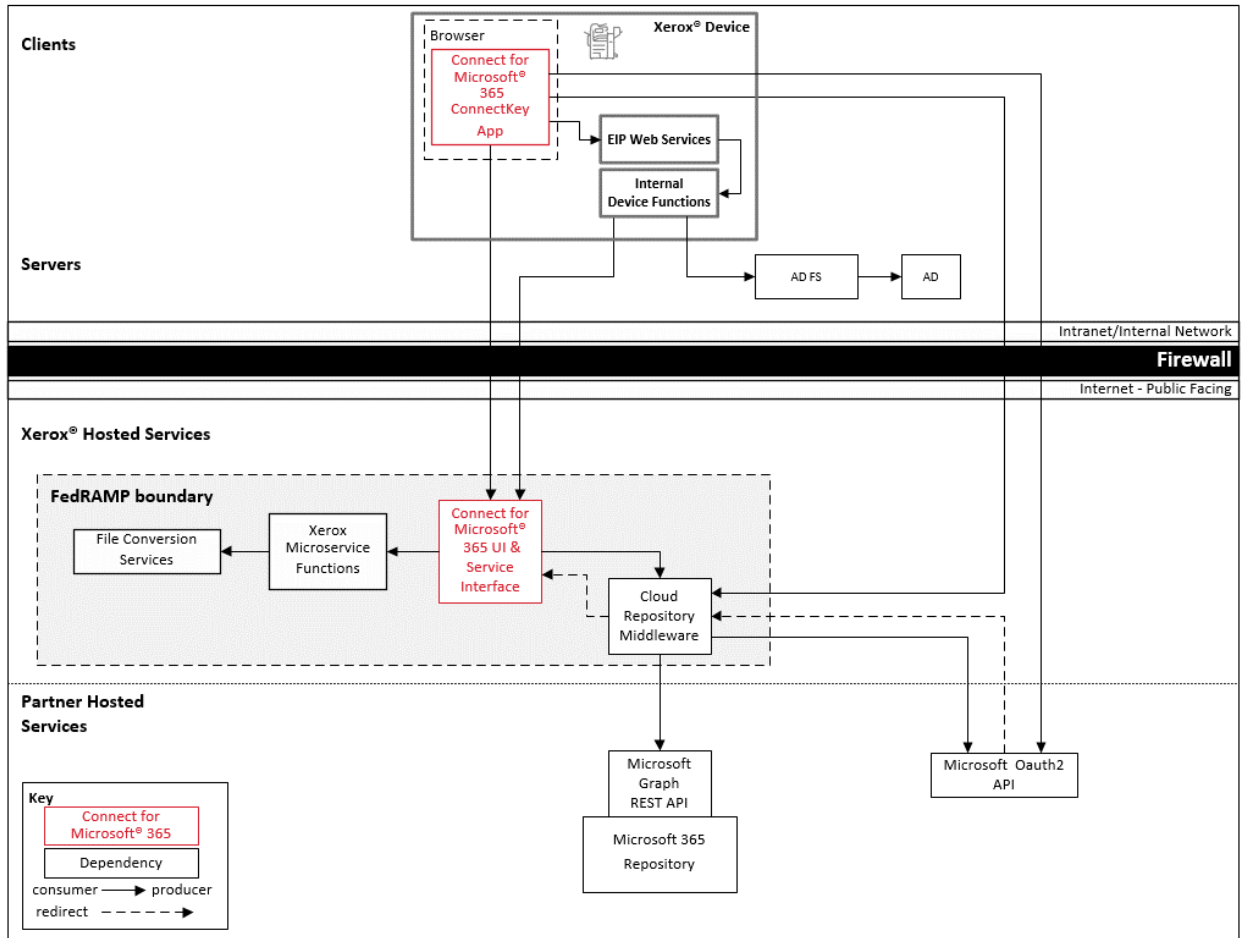 Clients
Xerox® Device
Browser
Connect for
Microsoft®
365
ConnectKey
App
EIP Web Services
Internal
Device Functions
Servers
AD FS
AD
Intranet/Internal Network
Firewall
Internet - Public Facing
Xerox® Hosted Services
FedRAMP boundary
File Conversion
Services
Xerox
Microservice
Functions
Connect for
Microsoft®
365 UI &
Service
Interface
Cloud
Repository
Middleware
Partner Hosted
Services
Microsoft
Graph
REST API
Microsoft 365
Repository
Microsoft Oauth2
API
Key
Connect for
Microsoft® 365
Dependency
consumer producer
redirect